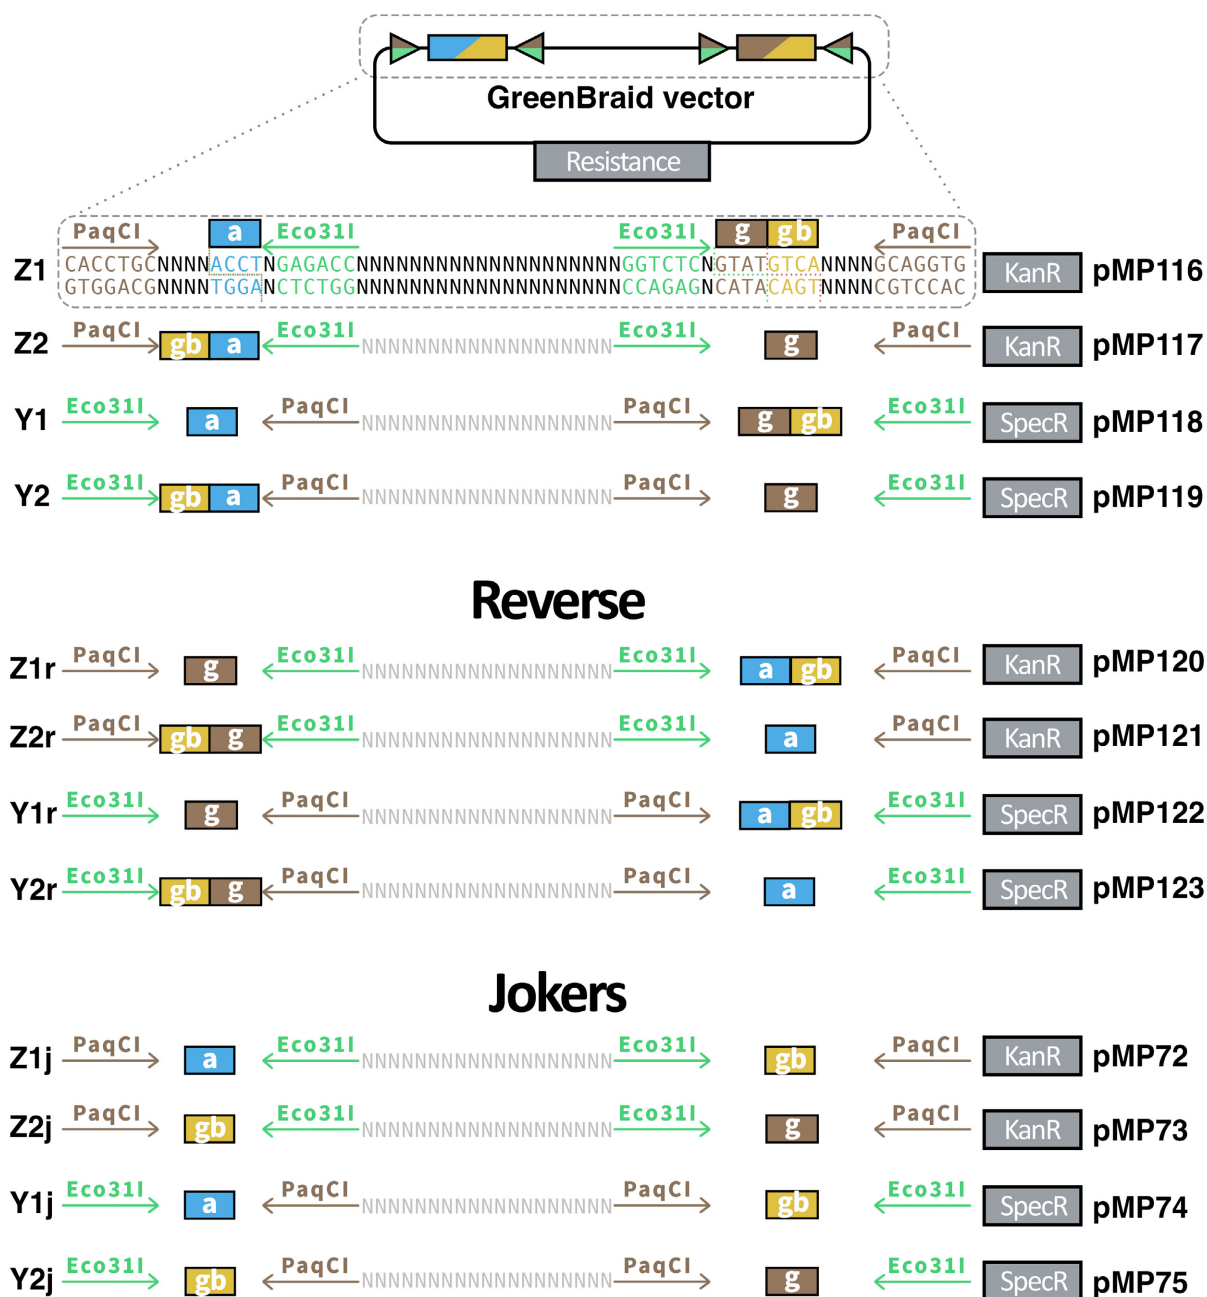 GreenBraid vector
Resistance
PaqCI a Eco31I Eco31I g gb PaqCI
Z1 CACCTGCNNNNACCTNGAGACCNNNNNNNNNNNNNNNNNNNNGGTCTCNGTATGTCANNNNGCAGGTG KanR pMP116
GTGGACGNNNNTGGANCTCTGGNNNNNNNNNNNNNNNNNNNNCCAGAGNCATACAGTNNNNCGTCCAC
Z2 PaqCI gb a Eco31I NNNNNNNNNNNNNNNNNNN Eco31I g PaqCI KanR pMP117
Y1 Eco31I a PaqCI NNNNNNNNNNNNNNNNNNN PaqCI g gb Eco31I SpecR pMP118
Y2 Eco31I gb a PaqCI NNNNNNNNNNNNNNNNNNN PaqCI g Eco31I SpecR pMP119
Reverse
Z1r PaqCI g Eco31I NNNNNNNNNNNNNNNNNNN Eco31I a gb PaqCI KanR pMP120
Z2r PaqCI gb g Eco31I NNNNNNNNNNNNNNNNNNN Eco31I a PaqCI KanR pMP121
Y1r Eco31I g PaqCI NNNNNNNNNNNNNNNNNNN PaqCI a gb Eco31I SpecR pMP122
Y2r Eco31I gb g PaqCI NNNNNNNNNNNNNNNNNNN PaqCI a Eco31I SpecR pMP123
Jokers
Z1j PaqCI a Eco31I NNNNNNNNNNNNNNNNNNN Eco31I gb PaqCI KanR pMP72
Z2j PaqCI gb Eco31I NNNNNNNNNNNNNNNNNNN Eco31I g PaqCI KanR pMP73
Y1j Eco31I a PaqCI NNNNNNNNNNNNNNNNNNN PaqCI gb Eco31I SpecR pMP74
Y2j Eco31I gb PaqCI NNNNNNNNNNNNNNNNNNN PaqCI g Eco31I SpecR pMP75